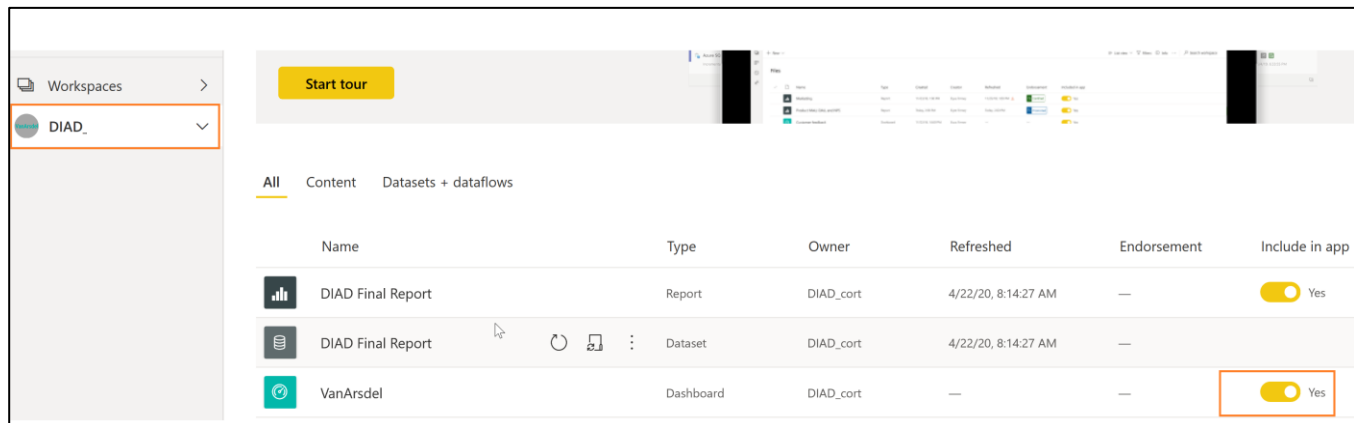 Workspaces
DIAD_
Start tour
Files
All Content Datasets + dataflows
Name Type Owner Refreshed Endorsement Include in app
DIAD Final Report Report DIAD_cort 4/22/20, 8:14:27 AM — Yes
DIAD Final Report Dataset DIAD_cort 4/22/20, 8:14:27 AM —
VanArsdel Dashboard DIAD_cort — — Yes